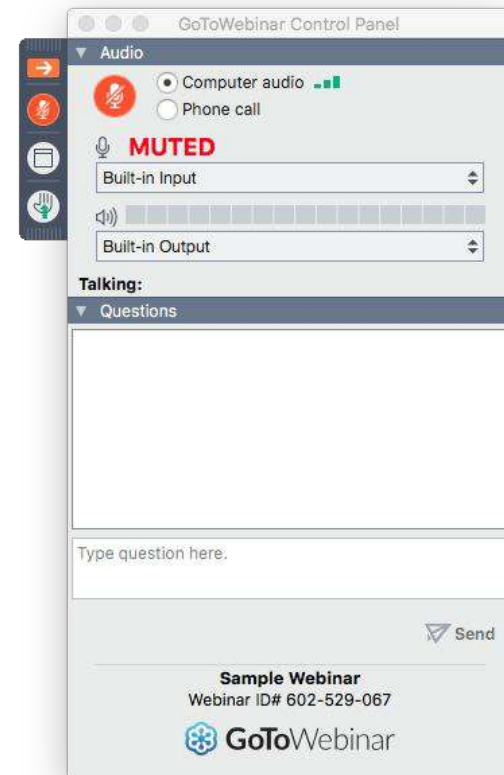 GoToWebinar Control Panel
Audio
Computer audio
Phone call
MUTED
Built-in Input
Built-in Output
Talking:
Questions
Type question here.
Send
Sample Webinar
Webinar ID# 602-529-067
GoToWebinar